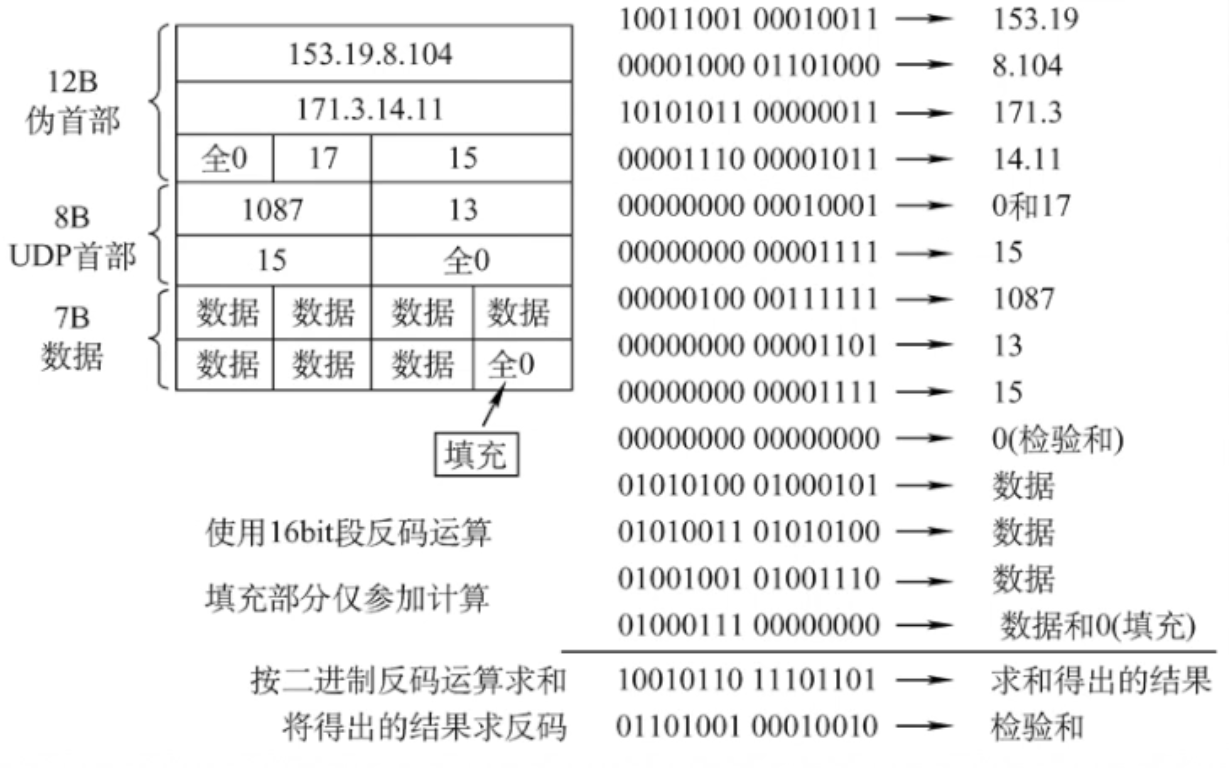 12B
伪首部
153.19.8.104
171.3.14.11
全0 17 15
8B
UDP首部
1087 13
15 全0
7B
数据
数据 数据 数据 数据
数据 数据 数据 全0
填充
使用16bit段反码运算
填充部分仅参加计算
10011001 00010011 → 153.19
00001000 01101000 → 8.104
10101011 00000011 → 171.3
00001110 00001011 → 14.11
00000000 00010001 → 0和17
00000000 00001111 → 15
00000100 00111111 → 1087
00000000 00001101 → 13
00000000 00001111 → 15
00000000 00000000 → 0(检验和)
01010100 01000101 → 数据
01010011 01010100 → 数据
01001001 01001110 → 数据
01000111 00000000 → 数据和0(填充)
按二进制反码运算求和 10010110 11101101 → 求和得出的结果
将得出的结果求反码 01101001 00010010 → 检验和